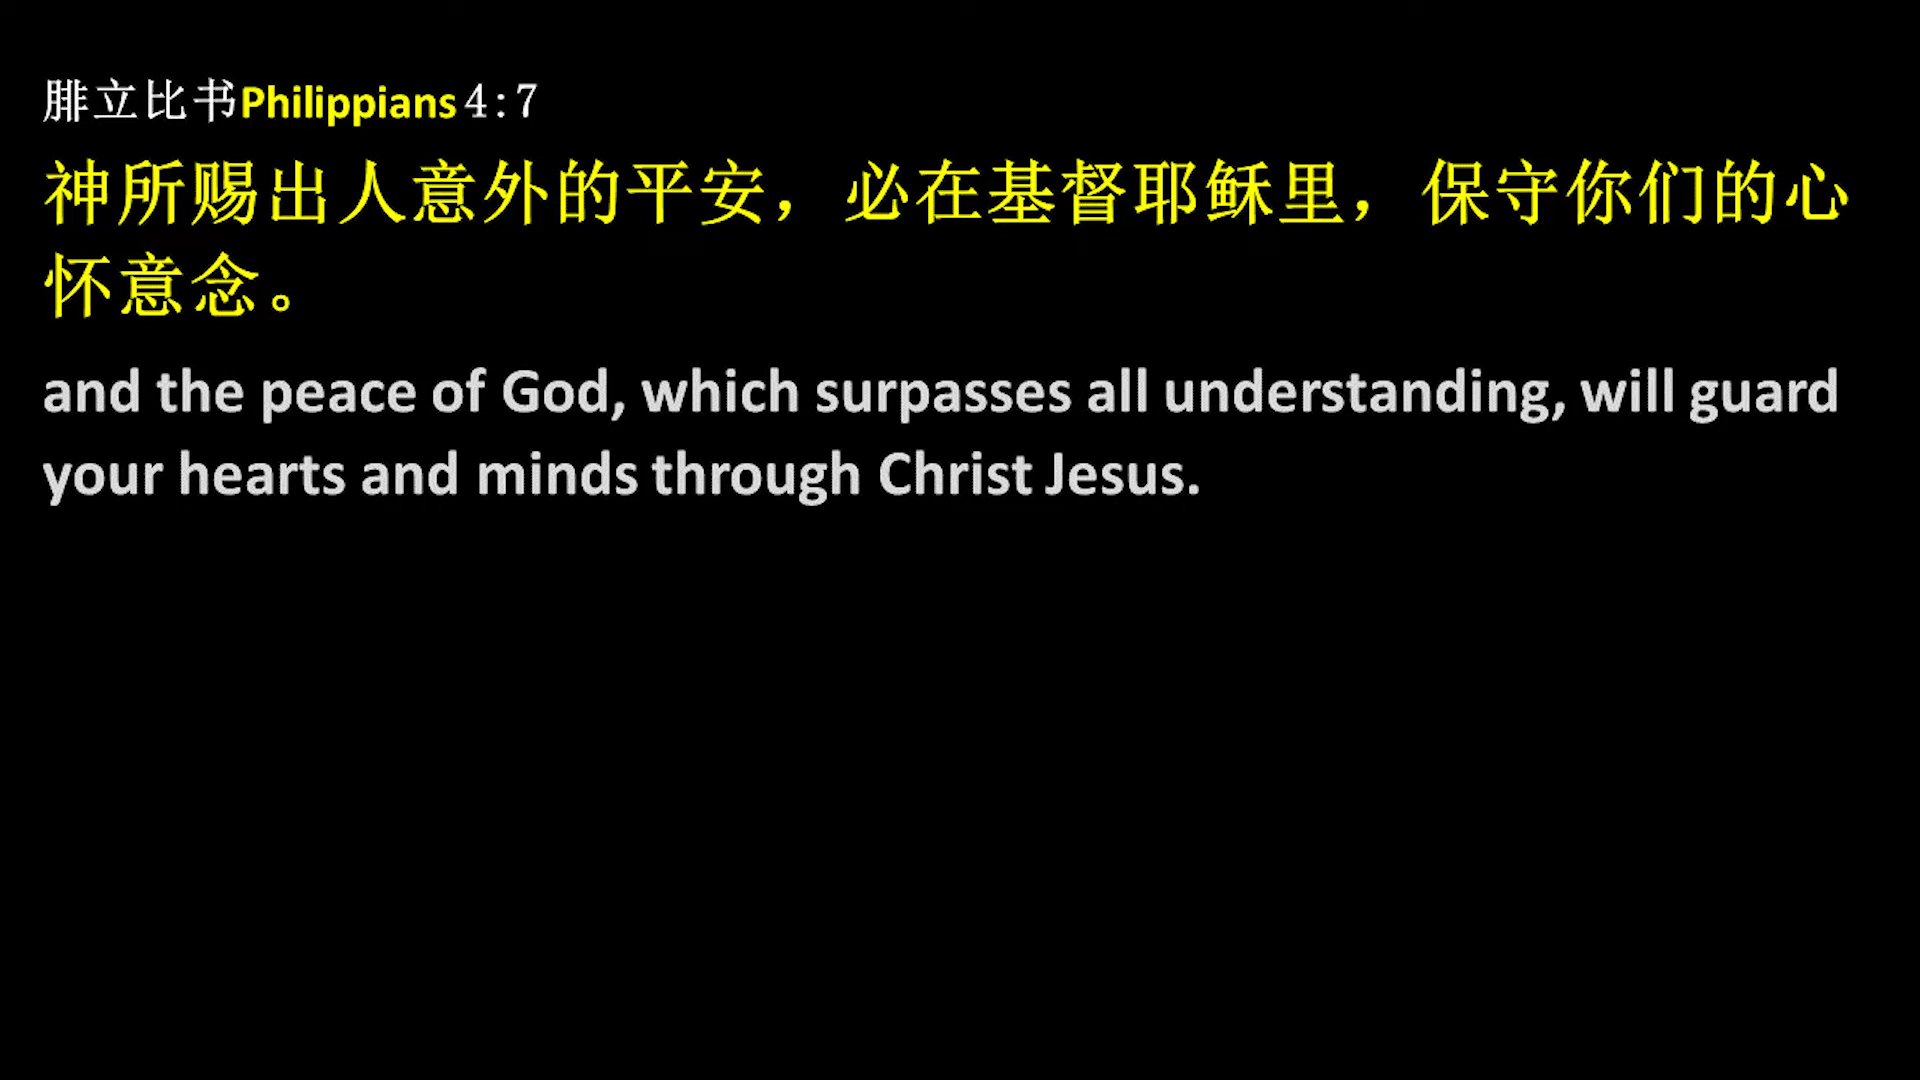 腓立比书Philippians 4:7
神所赐出人意外的平安，必在基督耶稣里，保守你们的心
怀意念。
and the peace of God, which surpasses all understanding, will guard
your hearts and minds through Christ Jesus.